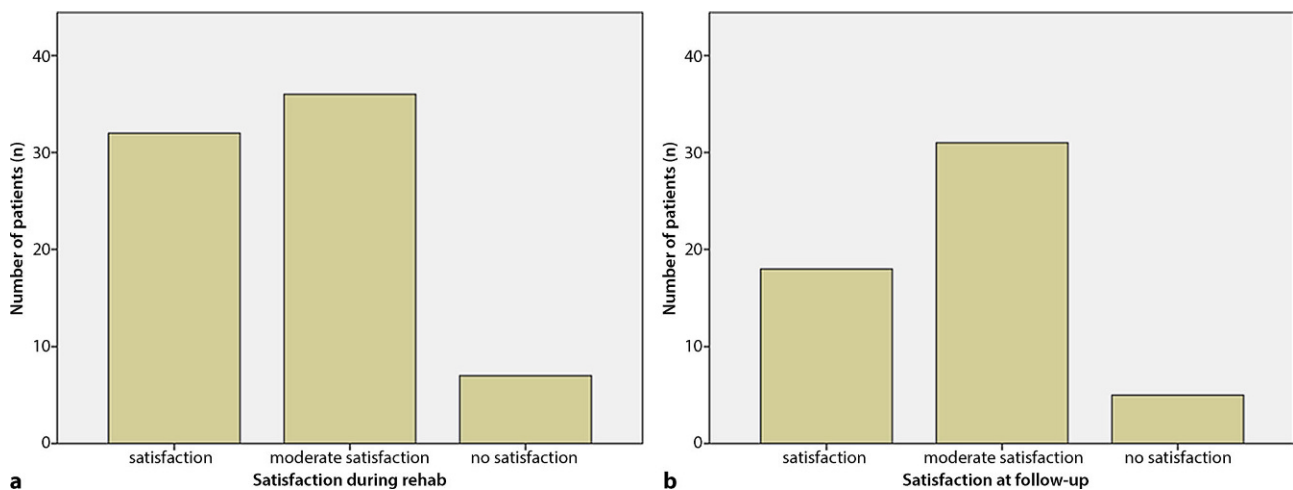 Number of patients (n)
40
30
20
10
0
satisfaction
moderate satisfaction
no satisfaction
Satisfaction during rehab
a
Number of patients (n)
40
30
20
10
0
satisfaction
moderate satisfaction
no satisfaction
Satisfaction at follow-up
b